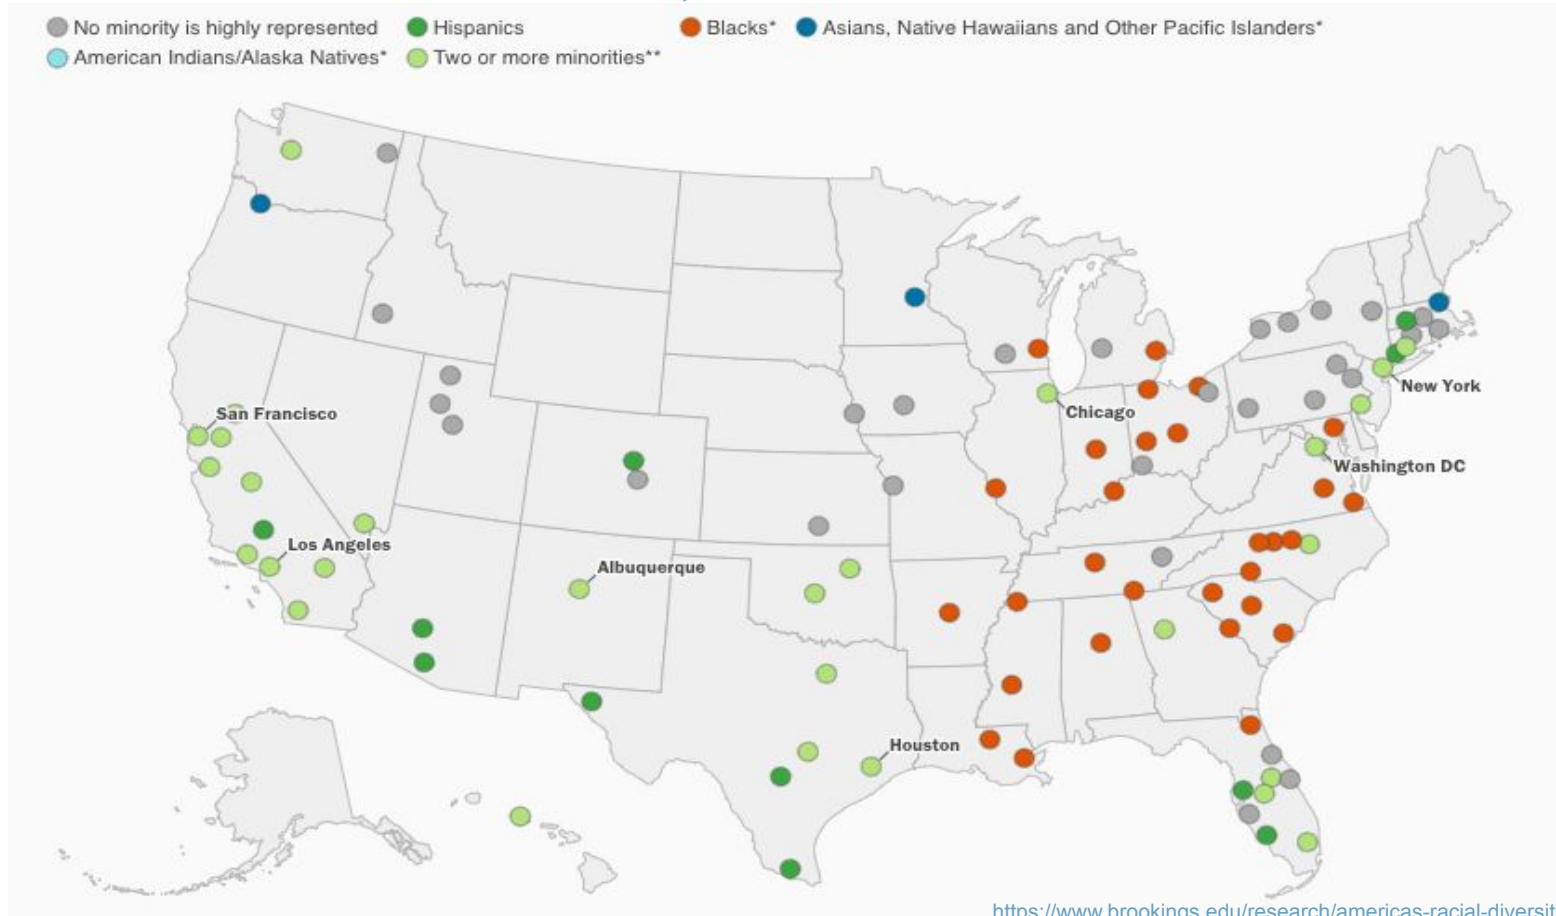 No minority is highly represented
Hispanics
Blacks*
Asians, Native Hawaiians and Other Pacific Islanders*
American Indians/Alaska Natives*
Two or more minorities**
San Francisco
New York
Chicago
Washington DC
Los Angeles
Albuquerque
Houston
https://www.brookings.edu/research/americas-racial-diversit